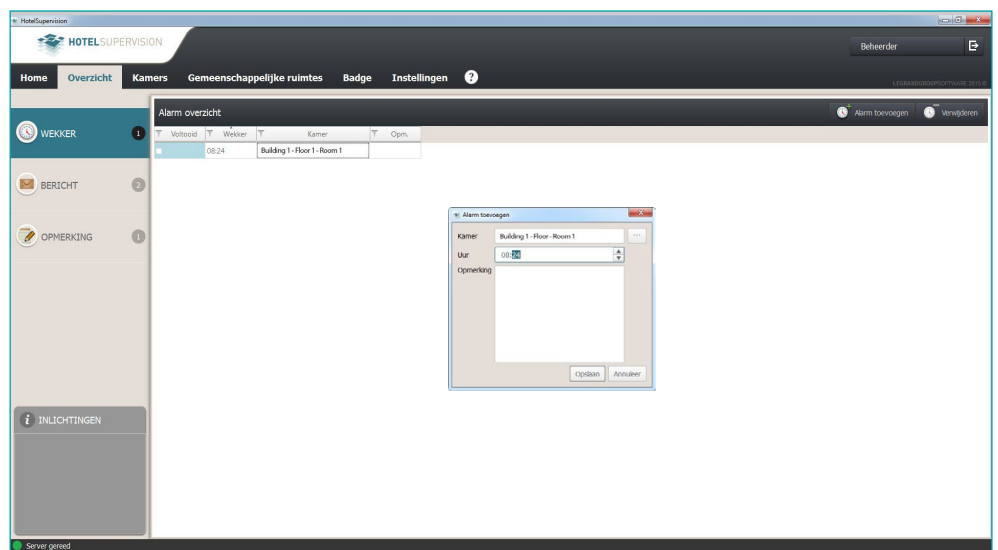 HotelSupervision
HOTELSUPERVISION
Beheerder
Home Overzicht Kamers Gemeenschappelijke ruimtes Badge Instellingen ?
LEGRANDGROUPSOFTWARE 2015 ©
Alarm overzicht
Alarm toevoegen Verwijderen
WEKKER 1
Voltooid Wekker Kamer Opm.
08:24 Building 1 - Floor 1 - Room 1
BERICHT 2
OPMERKING 1
Alarm toevoegen
Kamer Building 1 - Floor - Room 1 ...
Uur 08:24
Opmerking
Opslaan Annuleer
i INLICHTINGEN
Server gereed